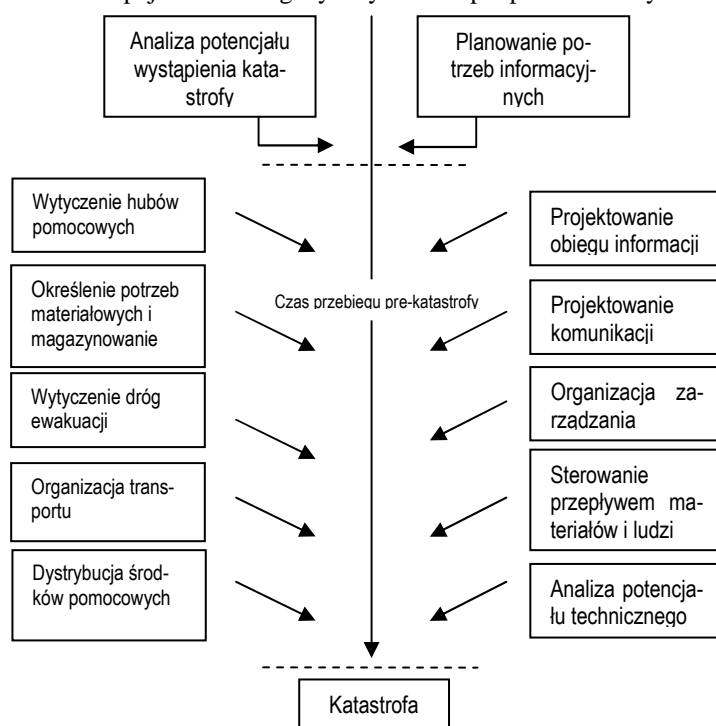 Analiza potencjału
wystąpienia kata-
strofy
Planowanie po-
trzeb informacyj-
nych
Wytyczenie hubów
pomocowych
Projektowanie
obiegu informacji
Czas przebiegu pre-katastrofy
Określenie potrzeb
materiałowych i
magazynowanie
Projektowanie
komunikacji
Wytyczenie dróg
ewakuacji
Organizacja za-
rządzania
Organizacja trans-
portu
Sterowanie
przepływem ma-
teriałów i ludzi
Dystrybucja środ-
ków pomocowych
Analiza potencja-
łu technicznego
Katastrofa